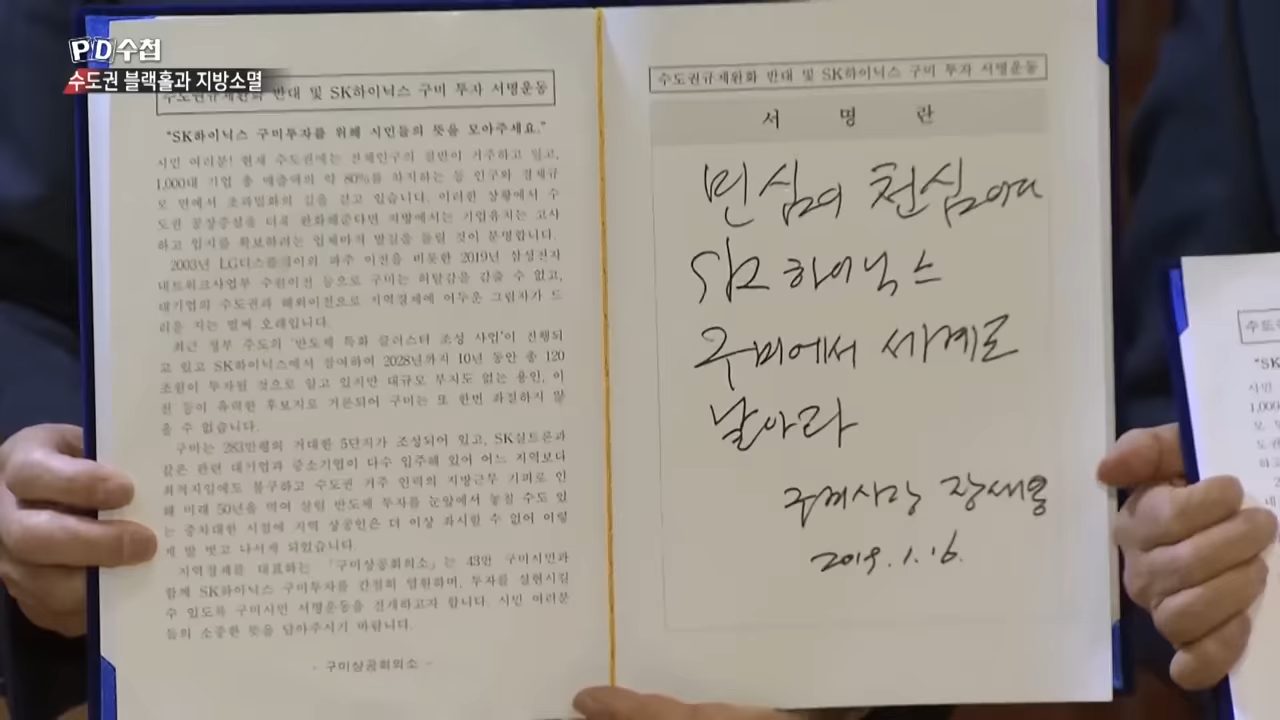 PD수첩
수도권 블랙홀과 지방소멸
수도권규제완화 반대 및 SK하이닉스 구미 투자 서명운동
"SK하이닉스 구미투자를 위해 시민들의 뜻을 모아주세요."
시민 여러분! 현재 수도권에는 전체인구의 절반이 거주하고 있고,
1,000대 기업 총 매출액의 약 80%를 차지하는 등 인구와 경제규
모 면에서 초과밀화의 길을 걷고 있습니다. 이러한 상황에서 수
도권 공장총량을 더욱 완화해준다면 지방에서는 기업유치는 고사
하고 입지를 확보하려는 업체마저 발길을 돌릴 것이 분명합니다.
2003년 LG디스플레이의 파주 이전을 비롯한 2019년 삼성전자
네트워크사업부 수원이전 등으로 구미는 허탈감을 감출 수 없고,
대기업의 수도권과 해외이전으로 지역경제에 어두운 그림자가 드
리운 지는 벌써 오래입니다.
최근 정부 주도의 '반도체 특화 클러스터 조성 사업'이 진행되
고 있고 SK하이닉스에서 참여하여 2028년까지 10년 동안 총 120
조원이 투자될 것으로 알고 있지만 대규모 부지도 없는 용인, 이
천 등이 유력한 후보지로 거론되어 구미는 또 한번 좌절하지 않
을 수 없습니다.
구미는 283만평의 거대한 5단지가 조성되어 있고, SK실트론과
같은 관련 대기업과 중소기업이 다수 입주해 있어 어느 지역보다
최적지임에도 불구하고 수도권 거주 인력의 지방근무 기피로 인
해 미래 50년을 먹여 살릴 반도체 투자를 눈앞에서 놓칠 수도 있
는 중차대한 시점에 지역 상공인은 더 이상 좌시할 수 없어 이렇
게 발 벗고 나서게 되었습니다.
지역경제를 대표하는 「구미상공회의소」는 43만 구미시민과
함께 SK하이닉스 구미투자를 간절히 염원하며, 투자를 실현시킬
수 있도록 구미시민 서명운동을 전개하고자 합니다. 시민 여러분
들의 소중한 뜻을 담아주시기 바랍니다.
- 구미상공회의소 -
수도권규제완화 반대 및 SK하이닉스 구미 투자 서명운동
서 명 란
민심이 천심이다
SK하이닉스
구미에서 세계로
날아라
구미시장 장세용
2019. 1. 16.
"SK
시민
1,000
모
도권
하고
2
네